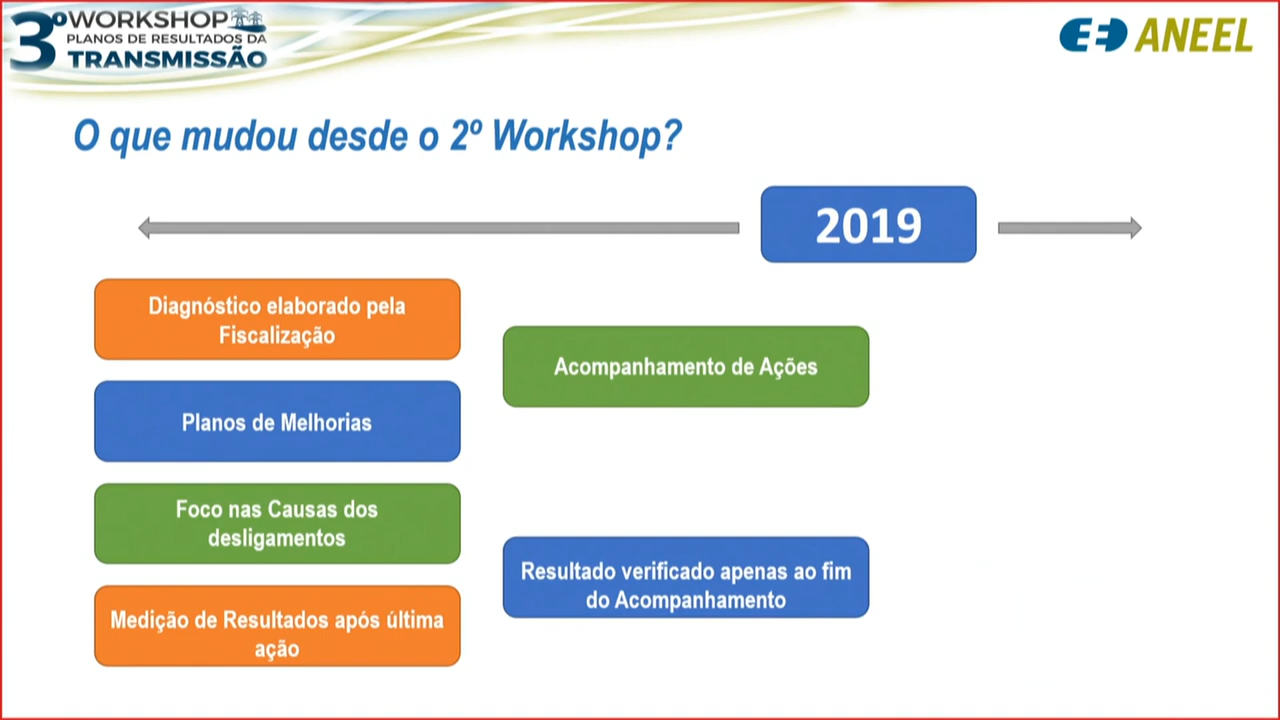 3º WORKSHOP
PLANOS DE RESULTADOS DA
TRANSMISSÃO
ANEEL
O que mudou desde o 2º Workshop?
2019
Diagnóstico elaborado pela
Fiscalização
Acompanhamento de Ações
Planos de Melhorias
Foco nas Causas dos
desligamentos
Resultado verificado apenas ao fim
do Acompanhamento
Medição de Resultados após última
ação